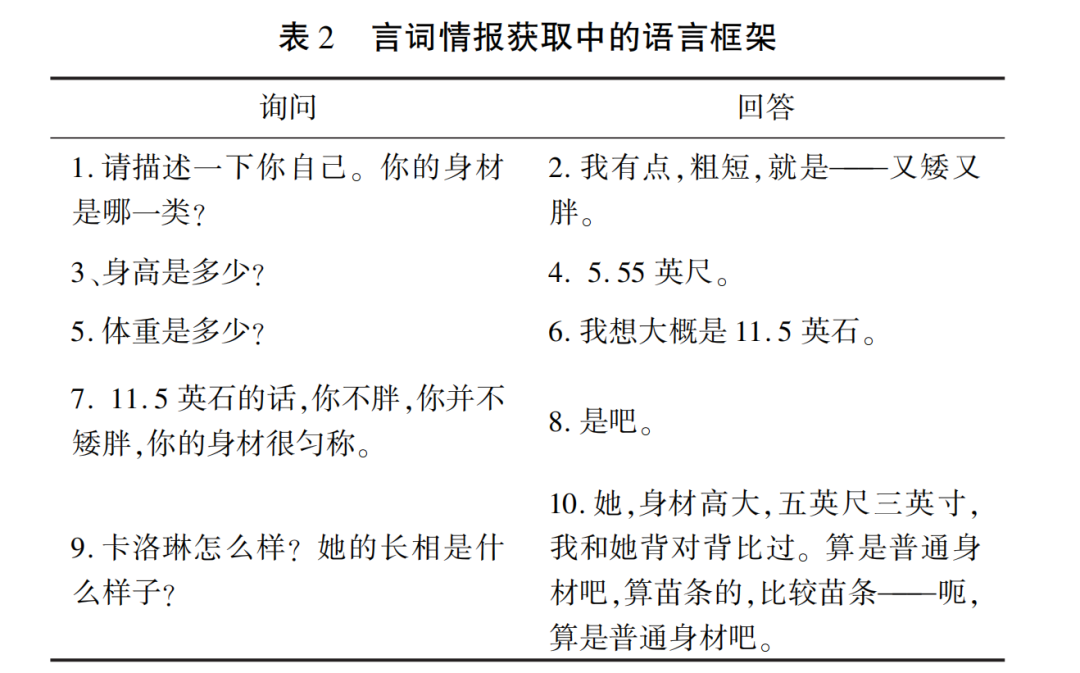 表 2 言词情报获取中的语言框架
询问 回答
1. 请描述一下你自己。你的身材
是哪一类?
2. 我有点,粗短,就是——又矮又
胖。
3、身高是多少?
4. 5.55 英尺。
5. 体重是多少?
6. 我想大概是 11.5 英石。
7. 11.5 英石的话,你不胖,你并不
矮胖,你的身材很匀称。
8. 是吧。
9. 卡洛琳怎么样? 她的长相是什
么样子?
10. 她,身材高大,五英尺三英寸,
我和她背对背比过。算是普通身
材吧,算苗条的,比较苗条——呃,
算是普通身材吧。